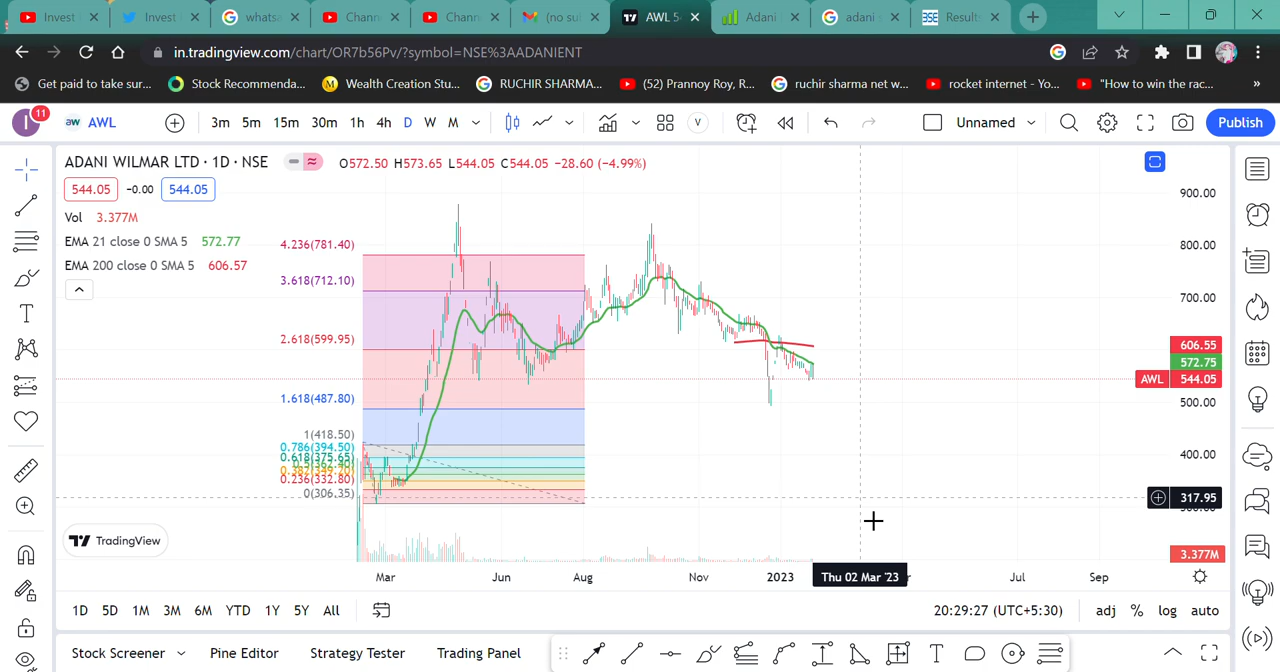 Invest Invest whatsa Chann Chann (no su AWL 5 Adani adani s BSE Result
in.tradingview.com/chart/OR7b56Pv/?symbol=NSE%3AADANIENT
Get paid to take sur... Stock Recommenda... Wealth Creation Stu... RUCHIR SHARMA... (52) Prannoy Roy, R... ruchir sharma net w... rocket internet - Yo... "How to win the rac... »
I 11 aw AWL 3m 5m 15m 30m 1h 4h D W M V Unnamed Publish
ADANI WILMAR LTD · 1D · NSE O572.50 H573.65 L544.05 C544.05 −28.60 (−4.99%)
544.05 -0.00 544.05
Vol 3.377M
EMA 21 close 0 SMA 5 572.77
EMA 200 close 0 SMA 5 606.57
4.236(781.40)
3.618(712.10)
2.618(599.95)
1.618(487.80)
1(418.50)
0.786(394.50)
0.618(375.65)
0.236(332.80)
0(306.35)
900.00
800.00
700.00
606.55
572.75
AWL 544.05
500.00
400.00
317.95
3.377M
TradingView
Mar Jun Aug Nov 2023 Thu 02 Mar '23 Jul Sep
1D 5D 1M 3M 6M YTD 1Y 5Y All 20:29:27 (UTC+5:30) adj % log auto
Stock Screener Pine Editor Strategy Tester Trading Panel